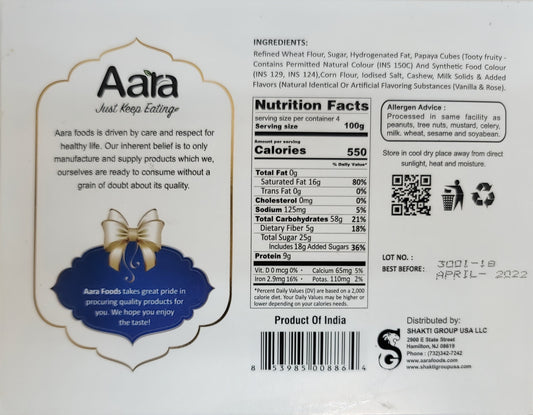 Aara
Just Keep Eating
Aara foods is driven by care and respect for
healthy life. Our inherent belief is to only
manufacture and supply products which we,
ourselves are ready to consume without a
grain of doubt about its quality.
Aara Foods takes great pride in
procuring quality products for
you. We hope you enjoy
the taste!
INGREDIENTS:
Refined Wheat Flour, Sugar, Hydrogenated Fat, Papaya Cubes (Tooty fruity -
Contains Permitted Natural Colour (INS 150C) And Synthetic Food Colour
(INS 129, INS 124),Corn Flour, Iodised Salt, Cashew, Milk Solids & Added
Flavors (Natural Identical Or Artificial Flavoring Substances (Vanilla & Rose).
Nutrition Facts
serving size per container 4
Serving size 100g
Amount per serving
Calories 550
% Daily Value*
Total Fat 0g
Saturated Fat 16g 80%
Trans Fat 0g 0%
Cholesterol 0mg 0%
Sodium 125mg 5%
Total Carbohydrates 58g 21%
Dietary Fiber 5g 18%
Total Sugar 25g
Includes 18g Added Sugars 36%
Protein 9g
Vit. D 0 mcg 0% • Calcium 65mg 5%
Iron 2.9mg 16% • Potas. 110mg 2%
*Percent Daily Values (DV) are based on a 2,000
calorie diet. Your Daily Values may be higher or
lower depending on your calories needs.
Product Of India
8 53985 00886 4
Allergen Advice :
Processed in same facility as
peanuts, tree nuts, mustard, celery,
milk, wheat, sesame and soyabean.
Store in cool dry place away from direct
sunlight, heat and moisture.
LOT NO. : 3001-18
BEST BEFORE: APRIL- 2022
Distributed by:
SHAKTI GROUP USA LLC
2900 E State Street
Hamilton, NJ 08619
Phone : (732)342-7242
www.aarafoods.com
www.shaktigroupusa.com